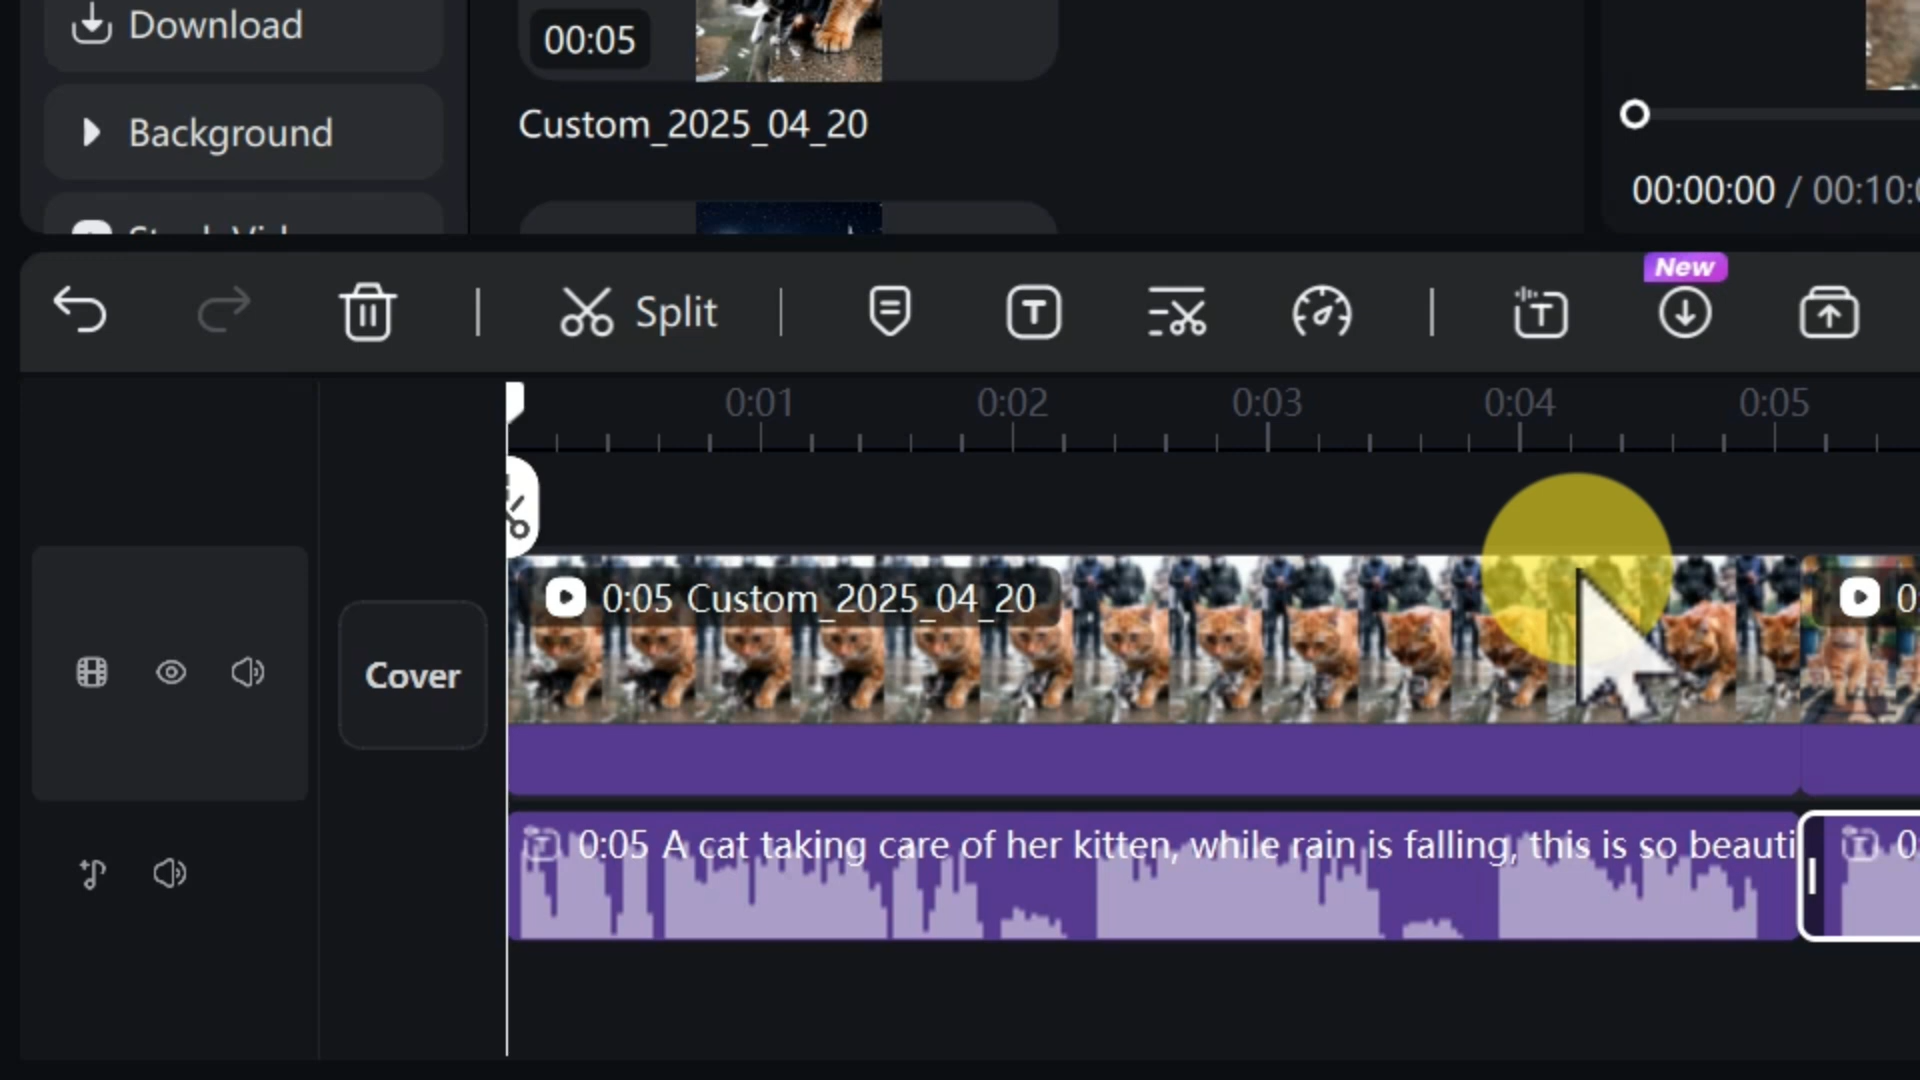 Download
00:05
Background
Custom_2025_04_20
00:00:00 / 00:10:
New
Split
0:01
0:02
0:03
0:04
0:05
0:05 Custom_2025_04_20
Cover
0:05 A cat taking care of her kitten, while rain is falling, this is so beauti